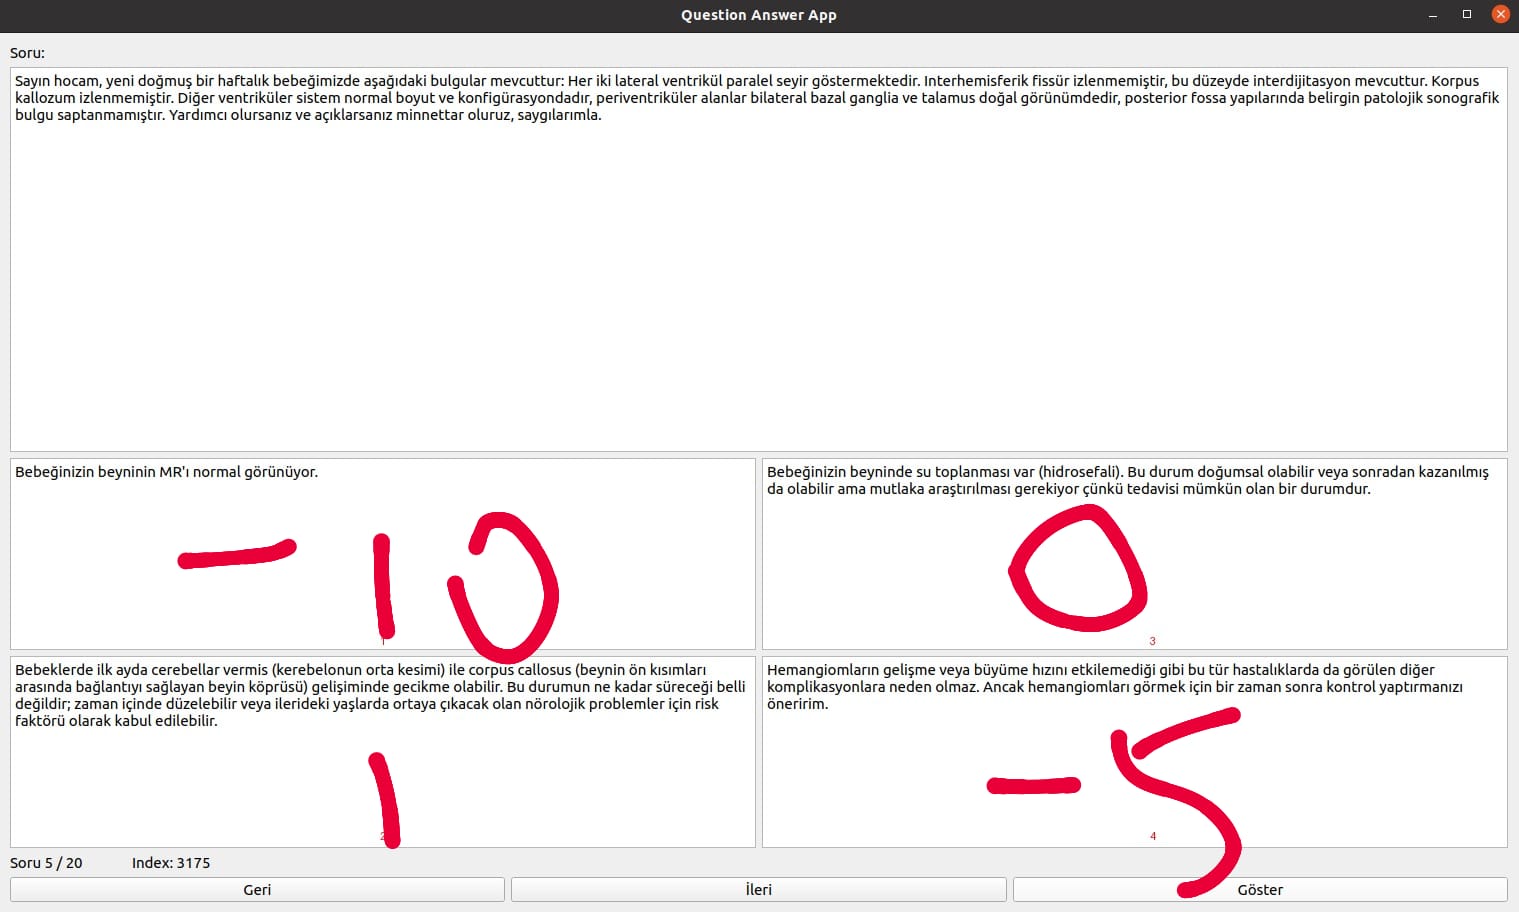 Question Answer App
Soru:
Sayın hocam, yeni doğmuş bir haftalık bebeğimizde aşağıdaki bulgular mevcuttur: Her iki lateral ventrikül paralel seyir göstermektedir. Interhemisferik fissür izlenmemiştir, bu düzeyde interdijitasyon mevcuttur. Korpus
kallozum izlenmemiştir. Diğer ventriküler sistem normal boyut ve konfigürasyondadır, periventriküler alanlar bilateral bazal ganglia ve talamus doğal görünümdedir, posterior fossa yapılarında belirgin patolojik sonografik
bulgu saptanmamıştır. Yardımcı olursanız ve açıklarsanız minnettar oluruz, saygılarımla.
Bebeğinizin beyninin MR'ı normal görünüyor.
-10
1
Bebeğinizin beyninde su toplanması var (hidrosefali). Bu durum doğumsal olabilir veya sonradan kazanılmış
da olabilir ama mutlaka araştırılması gerekiyor çünkü tedavisi mümkün olan bir durumdur.
0
3
Bebeklerde ilk ayda cerebellar vermis (kerebelonun orta kesimi) ile corpus callosus (beynin ön kısımları
arasında bağlantıyı sağlayan beyin köprüsü) gelişiminde gecikme olabilir. Bu durumun ne kadar süreceği belli
değildir; zaman içinde düzelebilir veya ilerideki yaşlarda ortaya çıkacak olan nörolojik problemler için risk
faktörü olarak kabul edilebilir.
1
2
Hemangiomların gelişme veya büyüme hızını etkilemediği gibi bu tür hastalıklarda da görülen diğer
komplikasyonlara neden olmaz. Ancak hemangiomları görmek için bir zaman sonra kontrol yaptırmanızı
öneririm.
-5
4
Soru 5 / 20 Index: 3175
Geri İleri Göster